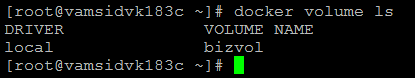 [root@vamsidvk183c ~]# docker volume ls
DRIVER              VOLUME NAME
local               bizvol
[root@vamsidvk183c ~]#